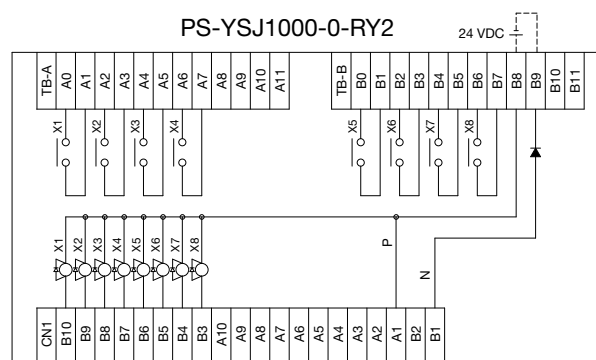 PS-YSJ1000-0-RY2
24 VDC
TB-A A0 A1 A2 A3 A4 A5 A6 A7 A8 A9 A10 A11
TB-B B0 B1 B2 B3 B4 B5 B6 B7 B8 B9 B10 B11
X1 X2 X3 X4
X5 X6 X7 X8
X1 X2 X3 X4 X5 X6 X7 X8
P
N
CN1 B10 B9 B8 B7 B6 B5 B4 B3 A10 A9 A8 A7 A6 A5 A4 A3 A2 A1 B2 B1